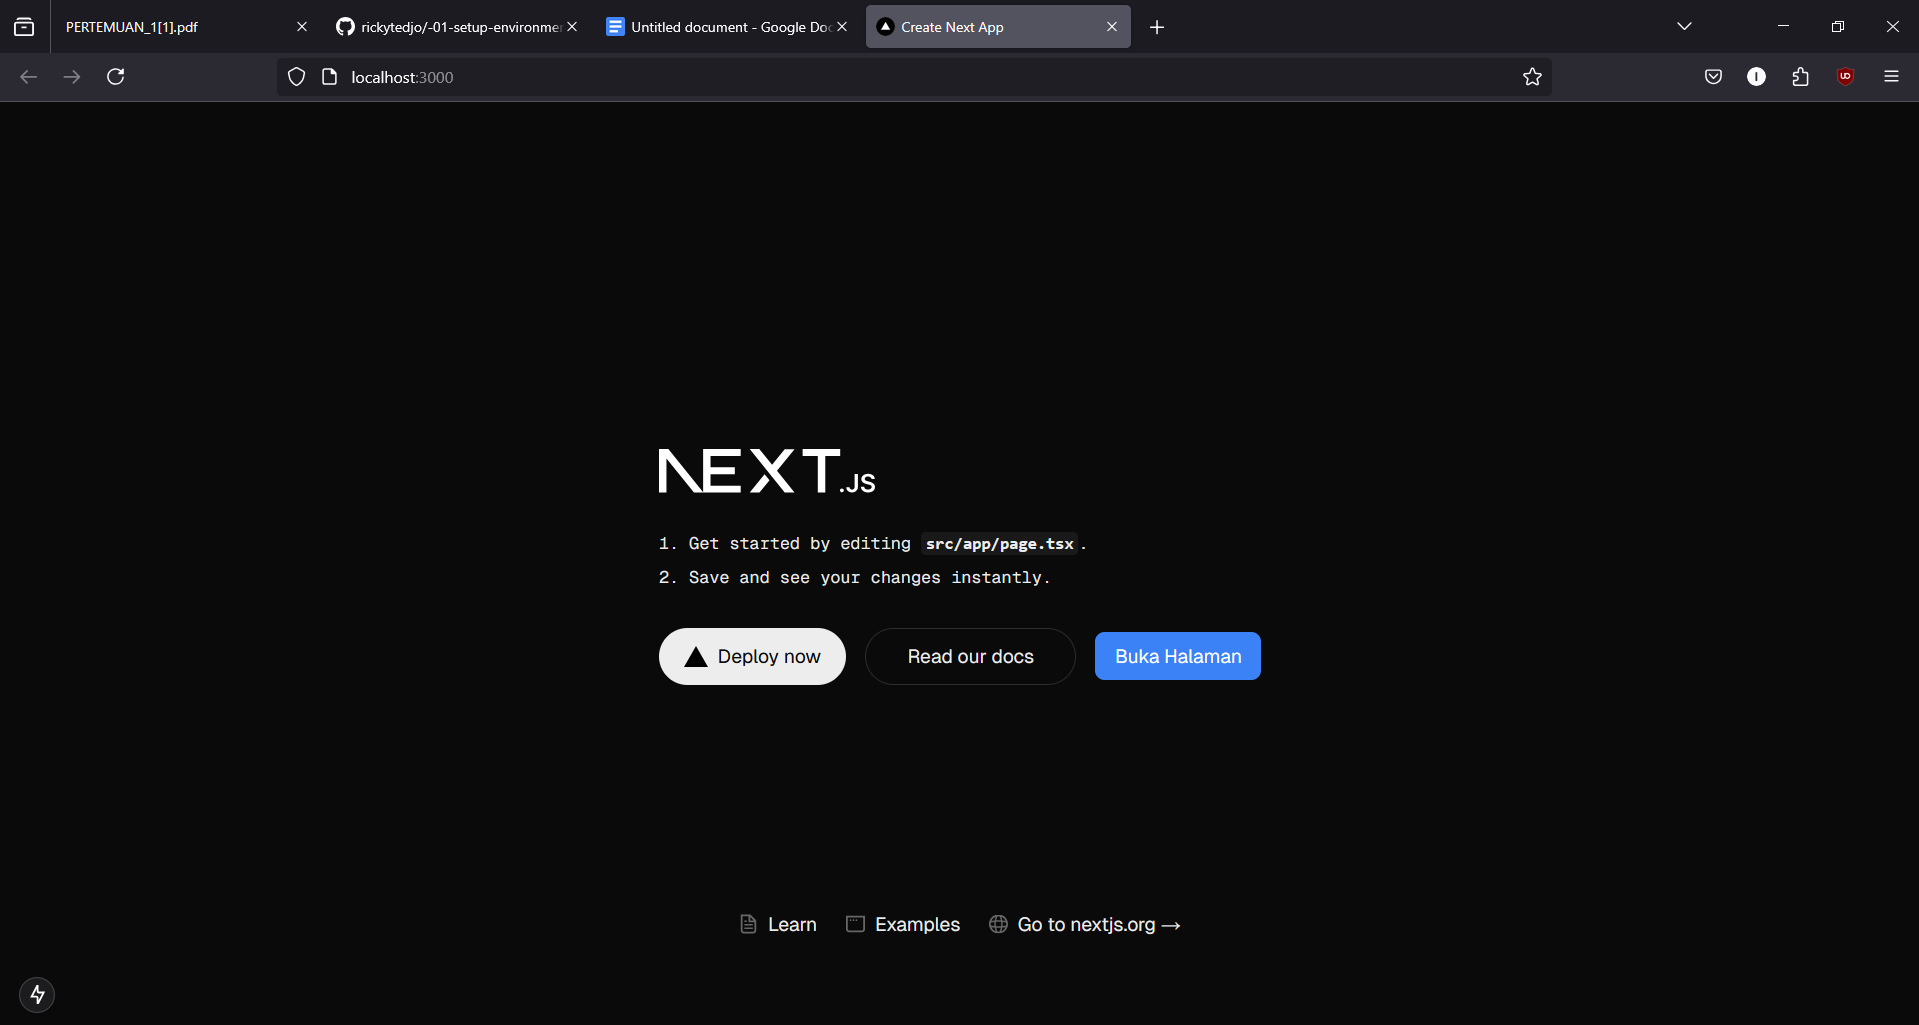 PERTEMUAN_1[1].pdf
rickytedjo/-01-setup-environmen
Untitled document - Google Doc
Create Next App
localhost:3000
NEXT.JS
1. Get started by editing src/app/page.tsx.
2. Save and see your changes instantly.
Deploy now
Read our docs
Buka Halaman
Learn
Examples
Go to nextjs.org →